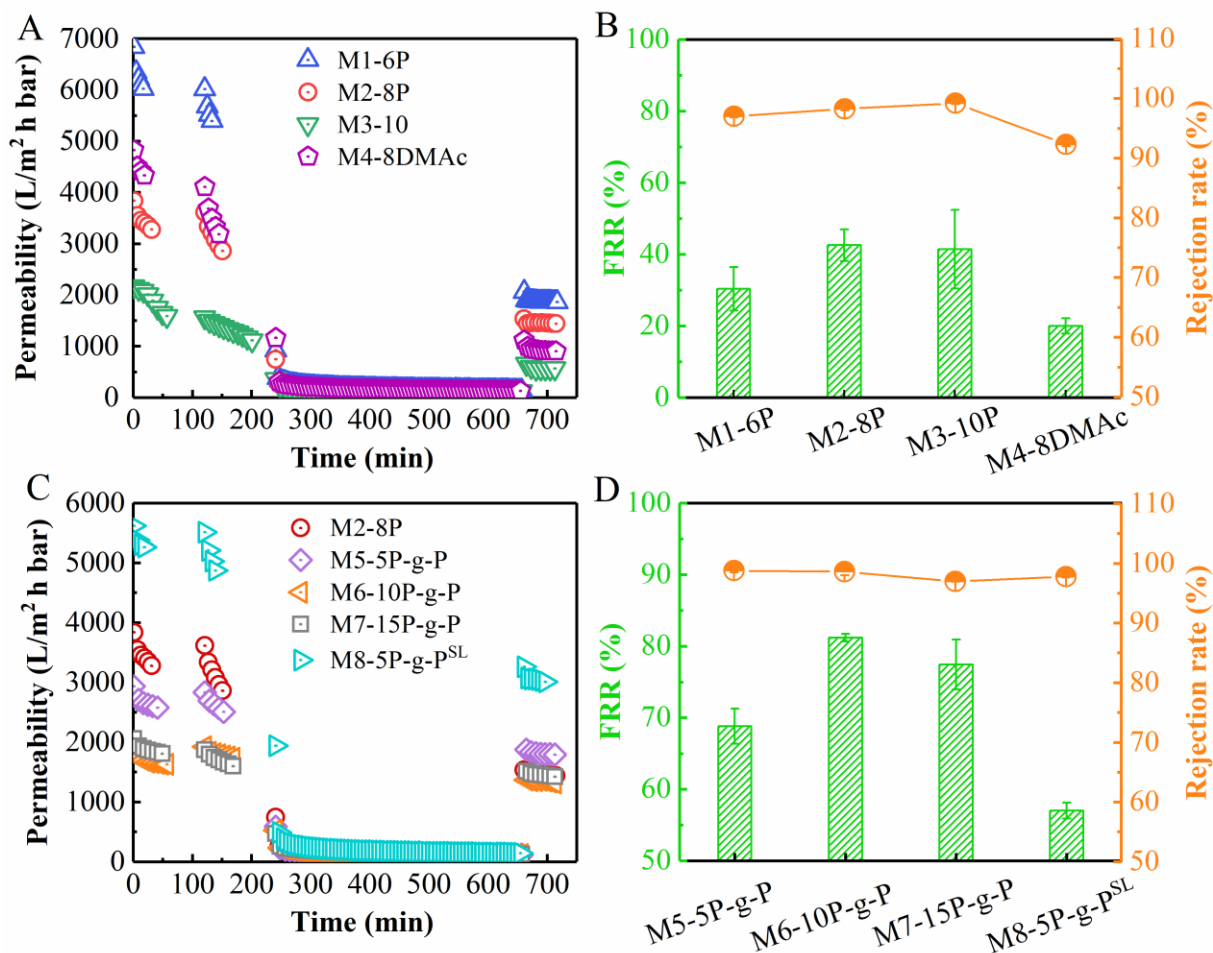 A
Permeability (L/m² h bar)
7000
6000
5000
4000
3000
2000
1000
0
M1-6P
M2-8P
M3-10
M4-8DMAc
0 100 200 300 400 500 600 700
Time (min)
B
FRR (%)
100
80
60
40
20
0
110
100
90
80
70
60
50
Rejection rate (%)
M1-6P
M2-8P
M3-10P
M4-8DMAc
C
Permeability (L/m² h bar)
6000
5000
4000
3000
2000
1000
0
M2-8P
M5-5P-g-P
M6-10P-g-P
M7-15P-g-P
M8-5P-g-Pˢᴸ
0 100 200 300 400 500 600 700
Time (min)
D
FRR (%)
100
90
80
70
60
50
110
100
90
80
70
60
50
Rejection rate (%)
M5-5P-g-P
M6-10P-g-P
M7-15P-g-P
M8-5P-g-Pˢᴸ